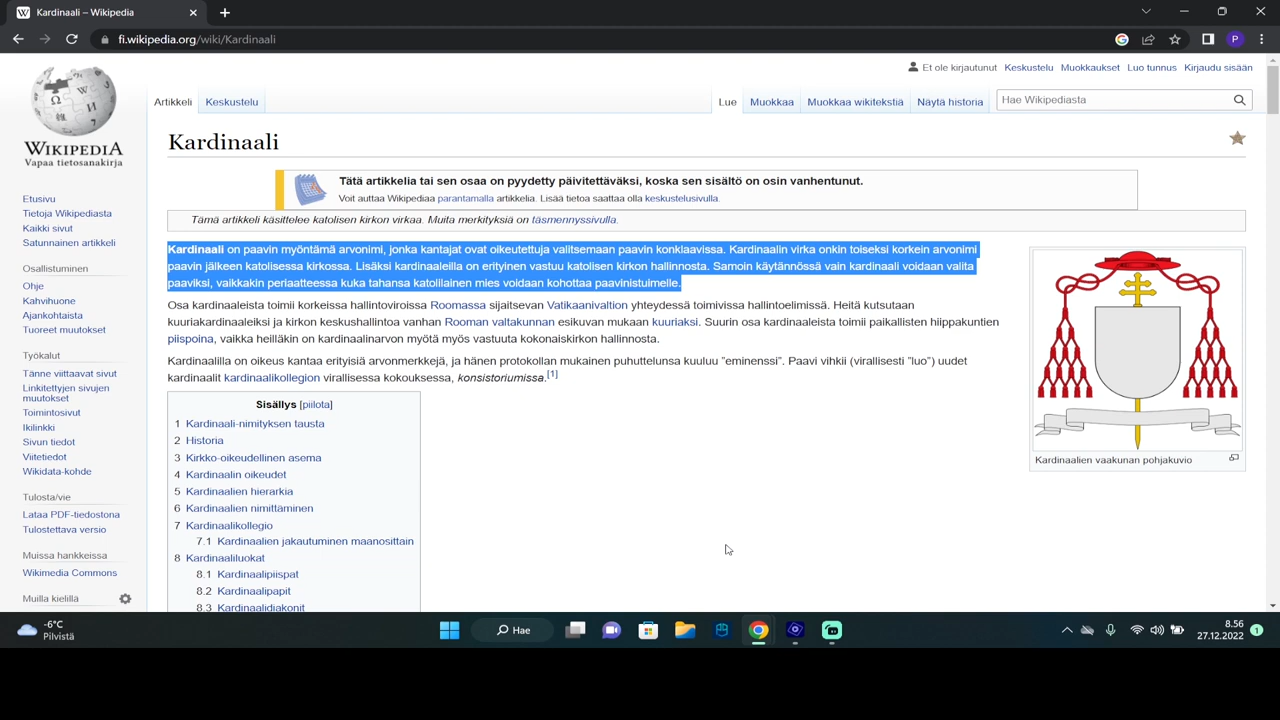 Kardinaali – Wikipedia
fi.wikipedia.org/wiki/Kardinaali
P
Et ole kirjautunut Keskustelu Muokkaukset Luo tunnus Kirjaudu sisään
Artikkeli Keskustelu Lue Muokkaa Muokkaa wikitekstiä Näytä historia Hae Wikipediasta
WIKIPEDIA
Vapaa tietosanakirja
Etusivu
Tietoja Wikipediasta
Kaikki sivut
Satunnainen artikkeli
Osallistuminen
Ohje
Kahvihuone
Ajankohtaista
Tuoreet muutokset
Työkalut
Tänne viittaavat sivut
Linkitettyjen sivujen
muutokset
Toimintosivut
Ikilinkki
Sivun tiedot
Viitetiedot
Wikidata-kohde
Tulosta/vie
Lataa PDF-tiedostona
Tulostettava versio
Muissa hankkeissa
Wikimedia Commons
Muilla kielillä
Kardinaali
Tätä artikkelia tai sen osaa on pyydetty päivitettäväksi, koska sen sisältö on osin vanhentunut.
Voit auttaa Wikipediaa parantamalla artikkelia. Lisää tietoa saattaa olla keskustelusivulla.
Tämä artikkeli käsittelee katolisen kirkon virkaa. Muita merkityksiä on täsmennyssivulla.
Kardinaali on paavin myöntämä arvonimi, jonka kantajat ovat oikeutettuja valitsemaan paavin konklaavissa. Kardinaalin virka onkin toiseksi korkein arvonimi
paavin jälkeen katolisessa kirkossa. Lisäksi kardinaaleilla on erityinen vastuu katolisen kirkon hallinnosta. Samoin käytännössä vain kardinaali voidaan valita
paaviksi, vaikkakin periaatteessa kuka tahansa katolilainen mies voidaan kohottaa paavinistuimelle.
Osa kardinaaleista toimii korkeissa hallintoviroissa Roomassa sijaitsevan Vatikaanivaltion yhteydessä toimivissa hallintoelimissä. Heitä kutsutaan
kuuriakardinaaleiksi ja kirkon keskushallintoa vanhan Rooman valtakunnan esikuvan mukaan kuuriaksi. Suurin osa kardinaaleista toimii paikallisten hiippakuntien
piispoina, vaikka heilläkin on kardinaalinarvon myötä myös vastuuta kokonaiskirkon hallinnosta.
Kardinaalilla on oikeus kantaa erityisiä arvonmerkkejä, ja hänen protokollan mukainen puhuttelunsa kuuluu ”eminenssi”. Paavi vihkii (virallisesti ”luo”) uudet
kardinaalit kardinaalikollegion virallisessa kokouksessa, konsistoriumissa.[1]
Kardinaalien vaakunan pohjakuvio
Sisällys [piilota]
1 Kardinaali-nimityksen tausta
2 Historia
3 Kirkko-oikeudellinen asema
4 Kardinaalin oikeudet
5 Kardinaalien hierarkia
6 Kardinaalien nimittäminen
7 Kardinaalikollegio
7.1 Kardinaalien jakautuminen maanosittain
8 Kardinaaliluokat
8.1 Kardinaalipiispat
8.2 Kardinaalipapit
8.3 Kardinaalidiakonit
-6°C
Pilvistä
Hae
8.56
27.12.2022
1